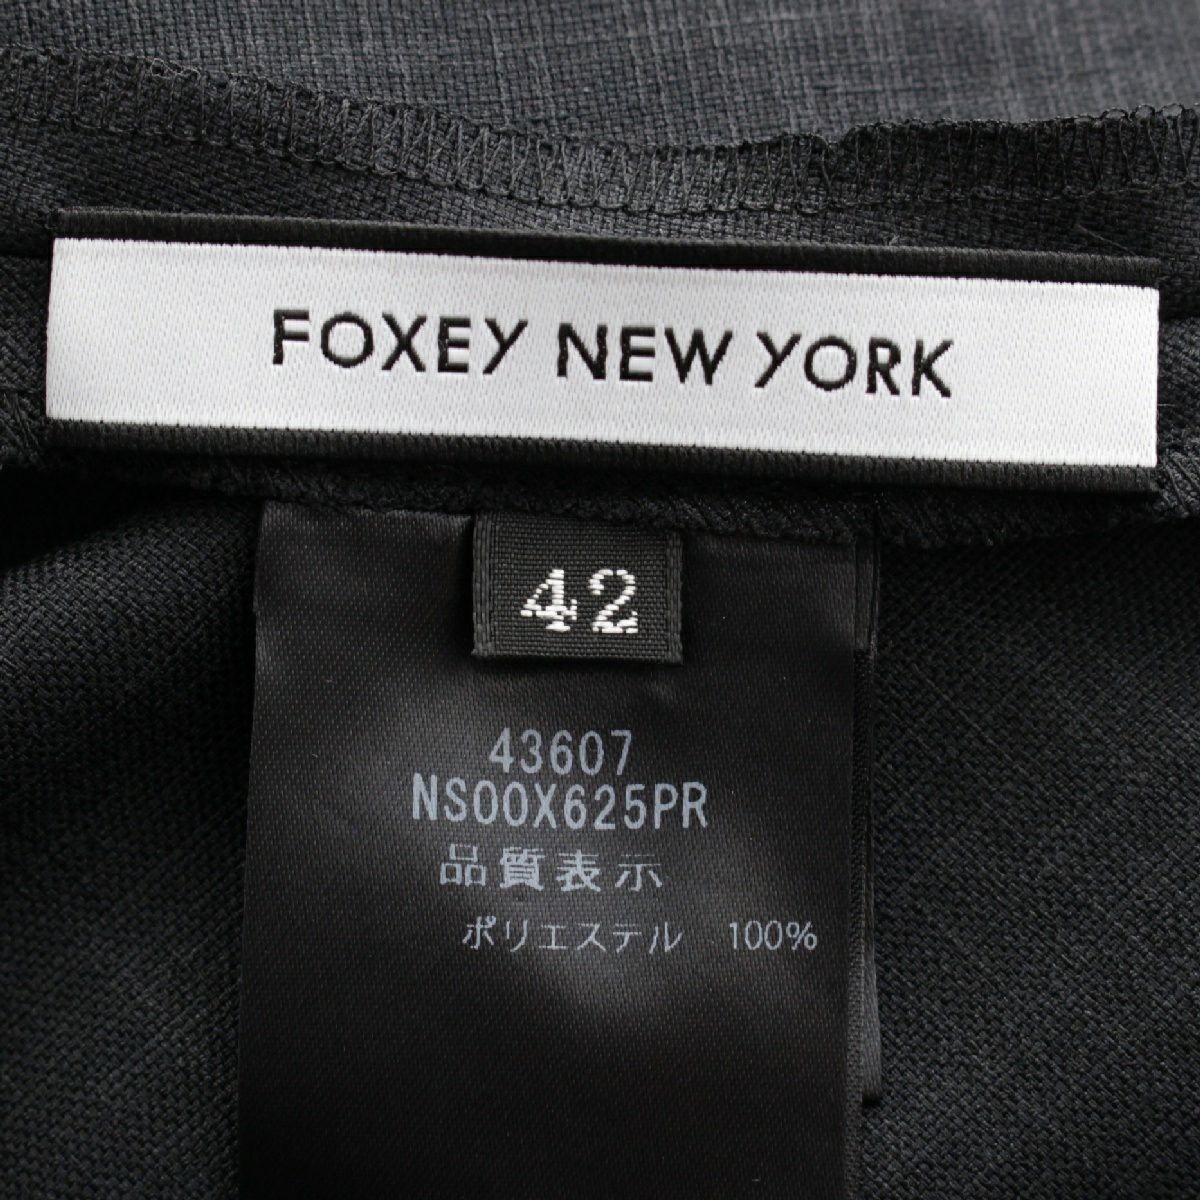 FOXEY NEW YORK
42
43607
NS00X625PR
品質表示
ポリエステル 100%